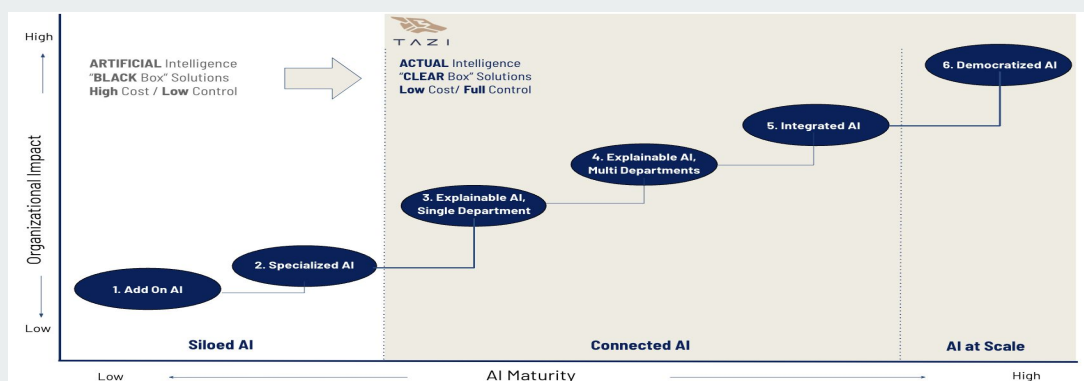 High
TAZI
ARTIFICIAL Intelligence
"BLACK Box" Solutions
High Cost / Low Control
ACTUAL Intelligence
"CLEAR Box" Solutions
Low Cost/ Full Control
6. Democratized AI
5. Integrated AI
4. Explainable AI,
Multi Departments
3. Explainable AI,
Single Department
2. Specialized AI
1. Add On AI
Organizational Impact
Low
Siloed AI
Connected AI
AI at Scale
Low
AI Maturity
High